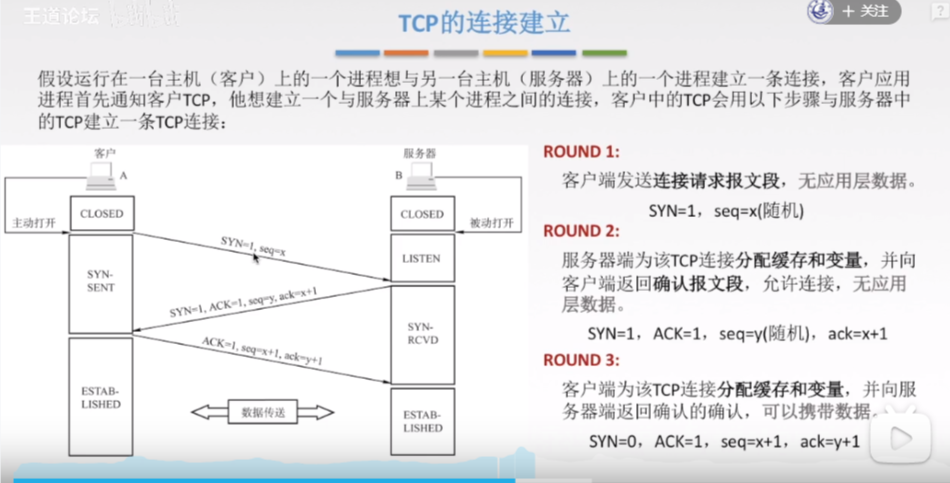 王道论坛
+ 关注
TCP的连接建立
假设运行在一台主机（客户）上的一个进程想与另一台主机（服务器）上的一个进程建立一条连接，客户应用
进程首先通知客户TCP，他想建立一个与服务器上某个进程之间的连接，客户中的TCP会用以下步骤与服务器中
的TCP建立一条TCP连接：
客户
服务器
A
B
主动打开
CLOSED
CLOSED
被动打开
SYN=1, seq=x
SYN-
SENT
LISTEN
SYN=1, ACK=1, seq=y, ack=x+1
SYN-
RCVD
ACK=1, seq=x+1, ack=y+1
ESTAB-
LISHED
数据传送
ESTAB-
LISHED
ROUND 1:
客户端发送连接请求报文段，无应用层数据。
SYN=1，seq=x(随机)
ROUND 2:
服务器端为该TCP连接分配缓存和变量，并向
客户端返回确认报文段，允许连接，无应用
层数据。
SYN=1，ACK=1，seq=y(随机)，ack=x+1
ROUND 3:
客户端为该TCP连接分配缓存和变量，并向服
务器端返回确认的确认，可以携带数据。
SYN=0，ACK=1，seq=x+1，ack=y+1